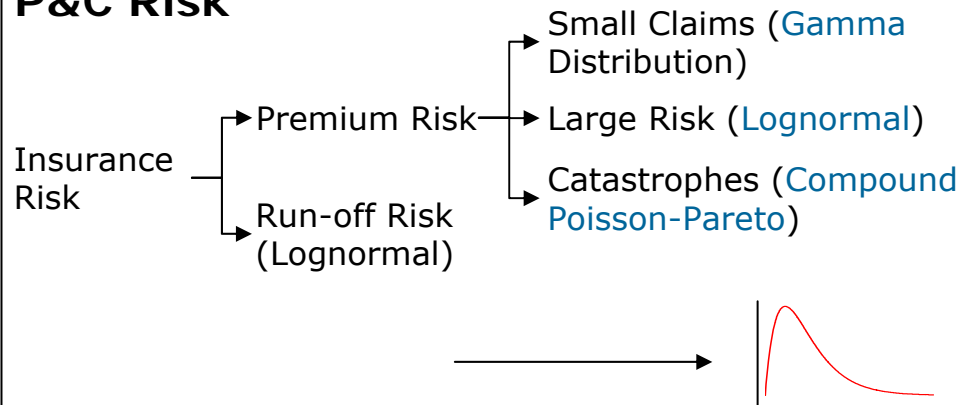 P&C Risk
Small Claims (Gamma
Distribution)
Premium Risk
Large Risk (Lognormal)
Insurance
Risk
Catastrophes (Compound
Poisson-Pareto)
Run-off Risk
(Lognormal)